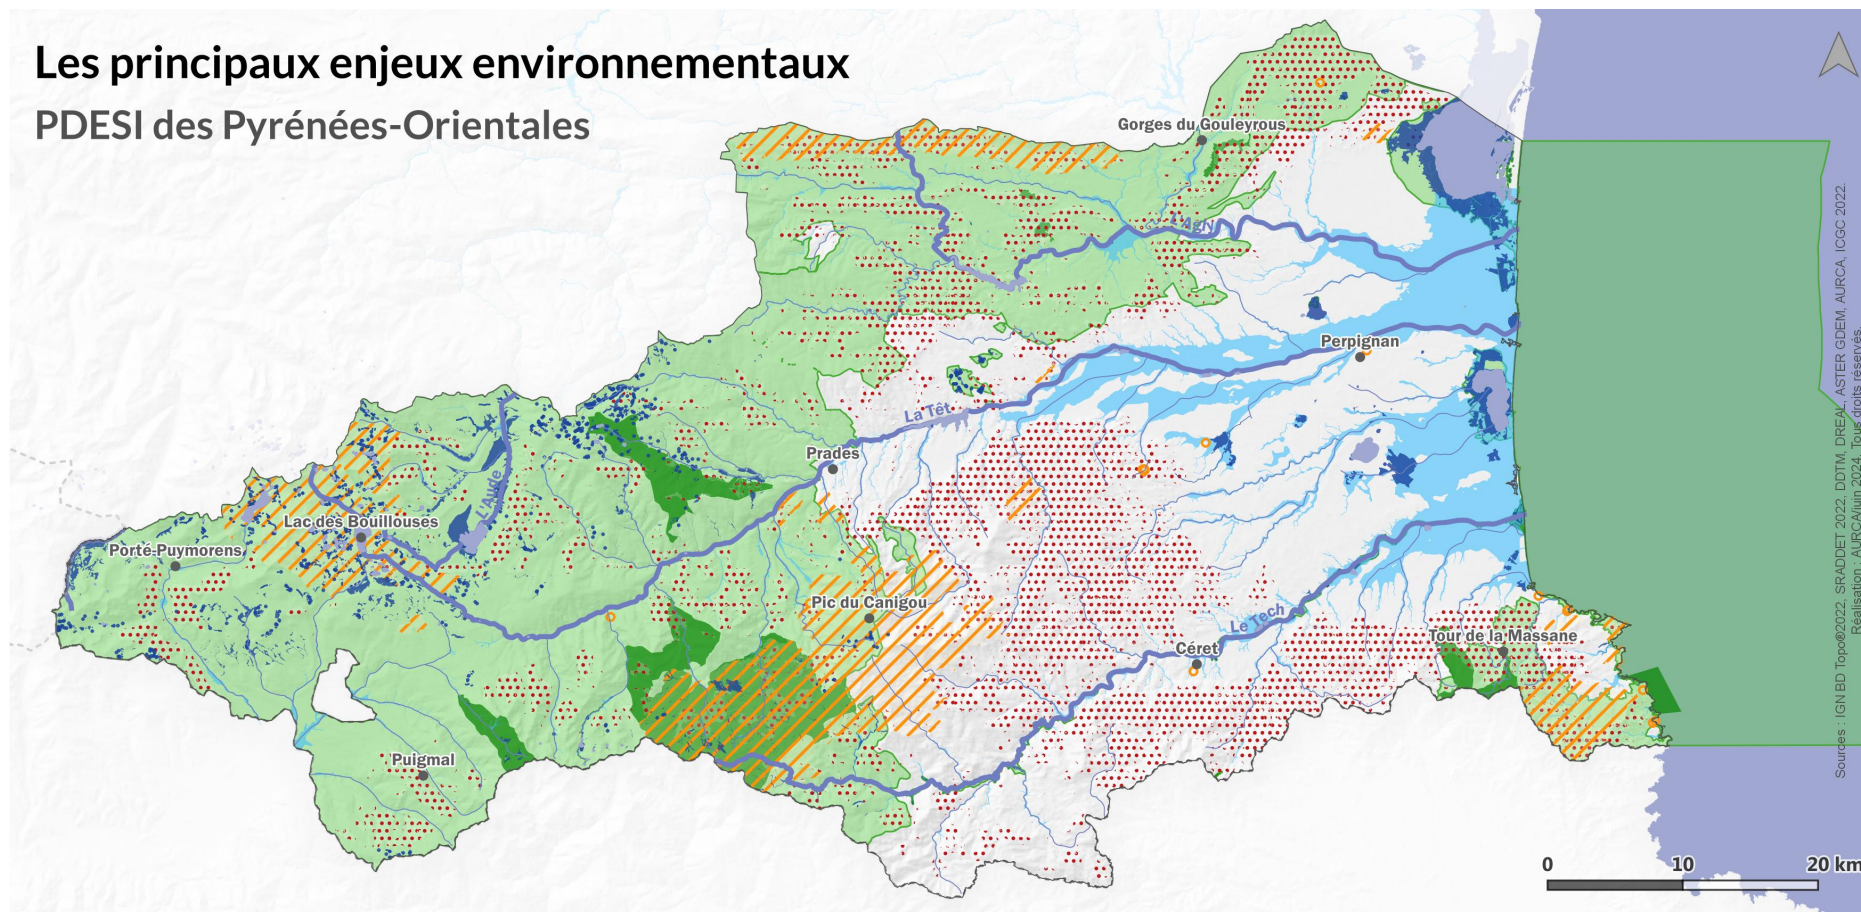 Les principaux enjeux environnementaux
PDESI des Pyrénées-Orientales
Gorges du Gouleyrous
L'Agly
Perpignan
La Têt
Prades
L'Aude
Lac des Bouillouses
Porté-Puymorens
Pic du Canigou
Le Tech
Céret
Tour de la Massane
Puigmal
0 10 20 km
Sources : IGN BD Topo®2022, SRADDET 2022, DDTM, DREAL, ASTER GDEM, AURCA, ICGC 2022.
Réalisation : AURCA/juin 2024. Tous droits réservés.